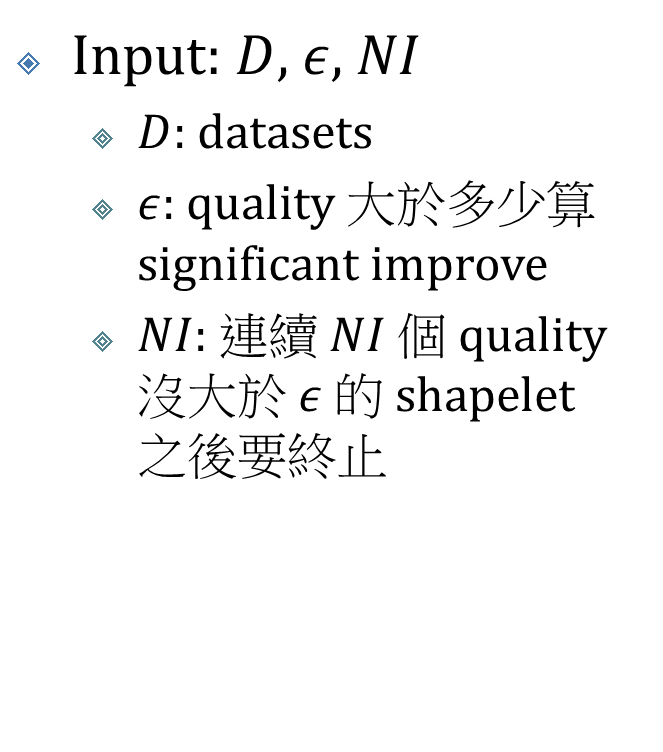 Input: D, ϵ, NI
D: datasets
ϵ: quality 大於多少算
significant improve
NI: 連續 NI 個 quality
沒大於 ϵ 的 shapelet
之後要終止